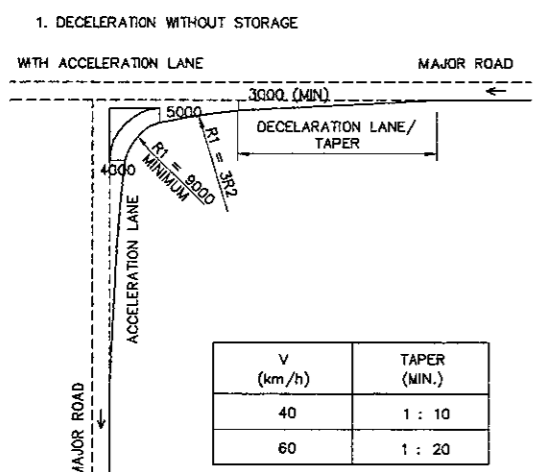 1. DECELERATION WITHOUT STORAGE
WITH ACCELERATION LANE
MAJOR ROAD
3000 (MIN)
5000
DECELARATION LANE/
TAPER
R1 = 3R2
R1 = 9000
MINIMUM
4000
ACCELERATION LANE
MAJOR ROAD
V
(km/h)
TAPER
(MIN.)
40
1 : 10
60
1 : 20